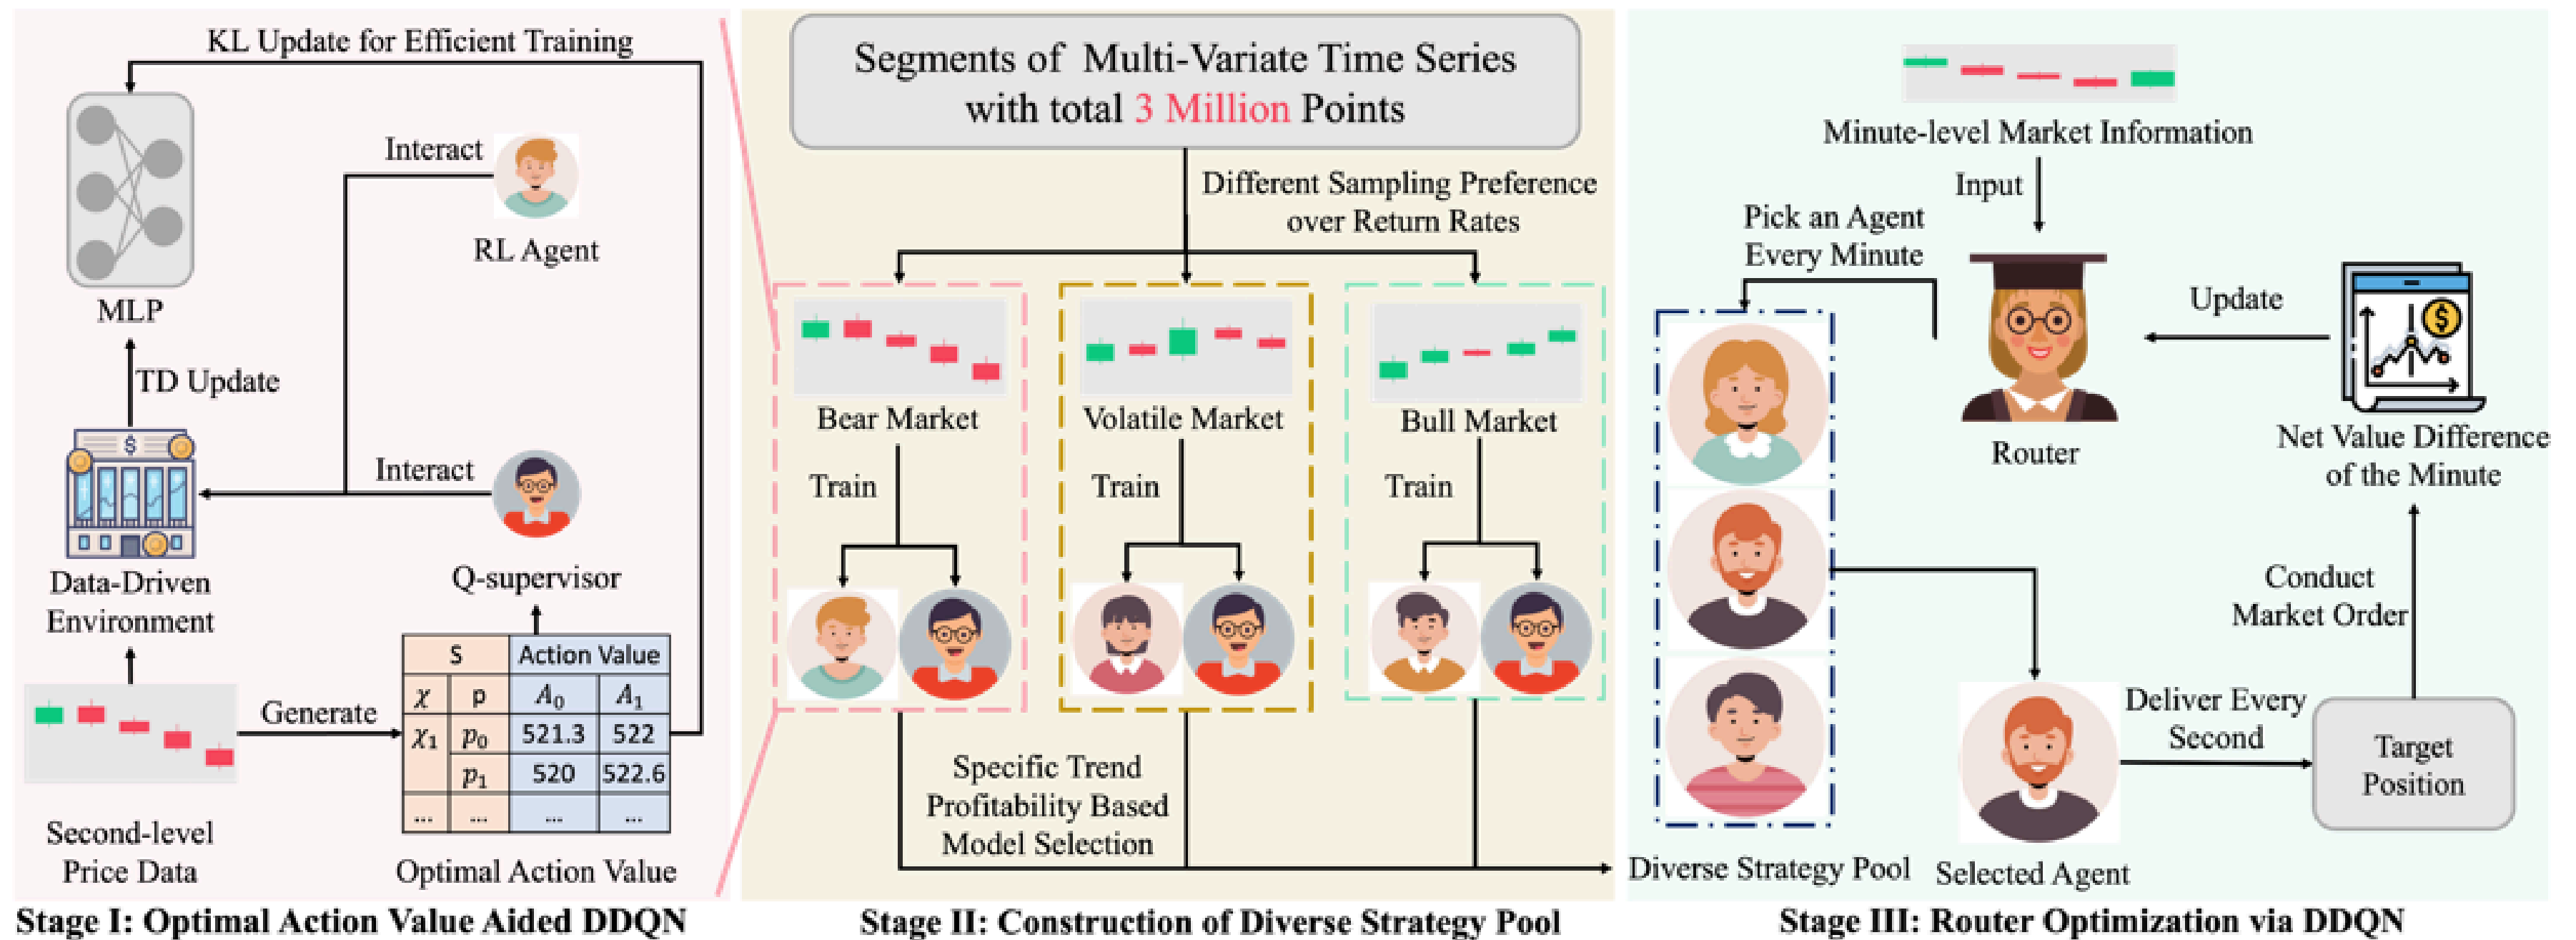 KL Update for Efficient Training
Interact
RL Agent
MLP
TD Update
Interact
Data-Driven
Environment
Q-supervisor
S Action Value
χ p A₀ A₁
χ₁ p₀ 521.3 522
p₁ 520 522.6
... ... ... ...
Generate
Second-level
Price Data
Optimal Action Value
Stage I: Optimal Action Value Aided DDQN
Segments of Multi-Variate Time Series
with total 3 Million Points
Different Sampling Preference
over Return Rates
Bear Market
Volatile Market
Bull Market
Train
Train
Train
Specific Trend
Profitability Based
Model Selection
Stage II: Construction of Diverse Strategy Pool
Minute-level Market Information
Input
Pick an Agent
Every Minute
Router
Update
$
Net Value Difference
of the Minute
Conduct
Market Order
Deliver Every
Second
Target
Position
Diverse Strategy Pool
Selected Agent
Stage III: Router Optimization via DDQN